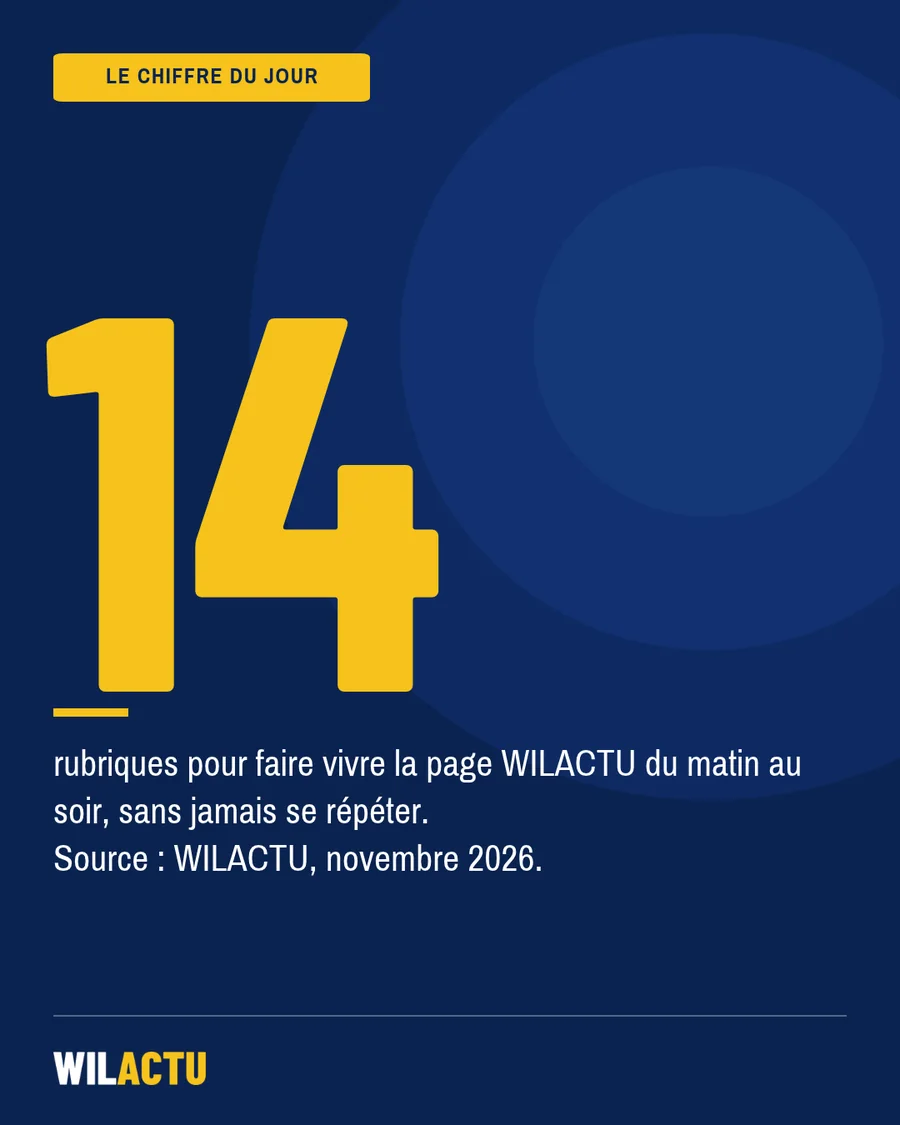 LE CHIFFRE DU JOUR
14
rubriques pour faire vivre la page WILACTU du matin au
soir, sans jamais se répéter.
Source : WILACTU, novembre 2026.
WILACTU